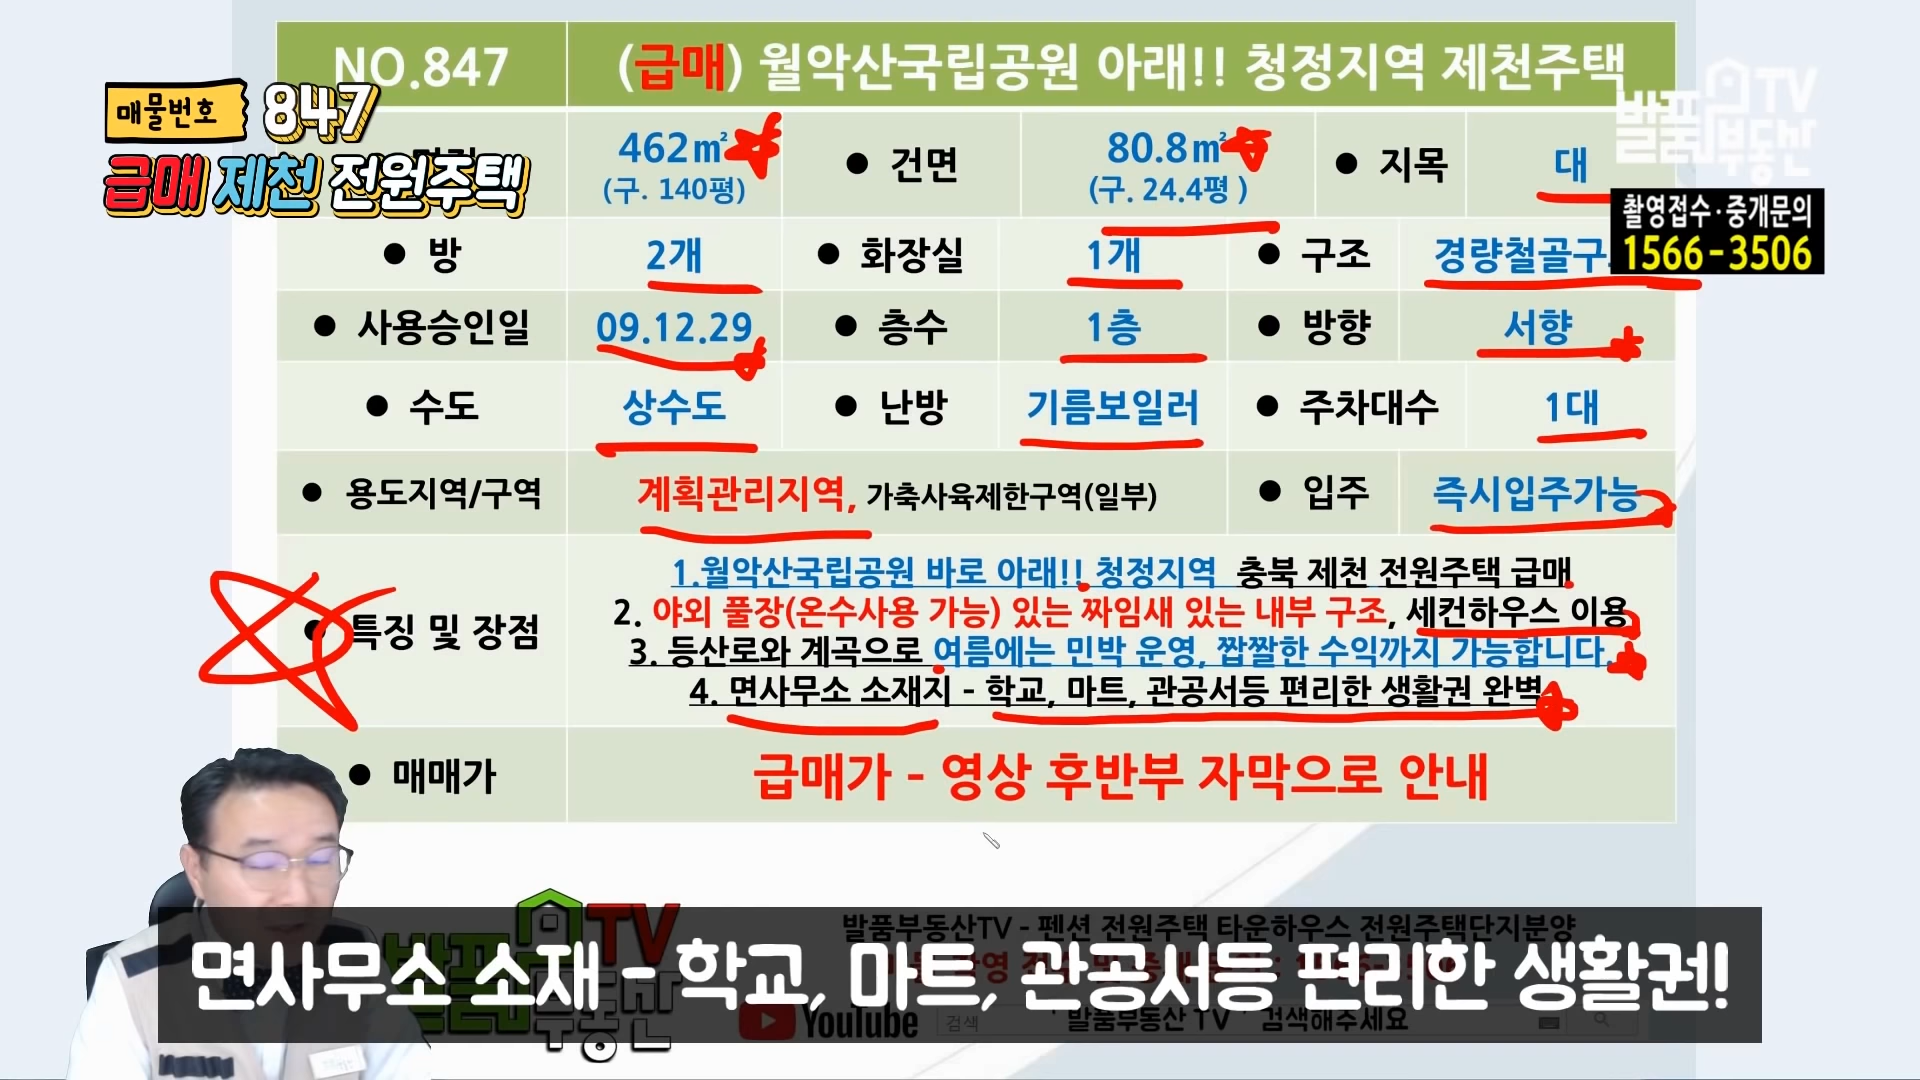 NO.847
(급매) 월악산국립공원 아래!! 청정지역 제천주택
매물번호 847
급매 제천 전원주택
발품부동산TV
462㎡
(구. 140평)
● 건면
80.8㎡
(구. 24.4평 )
● 지목
대
촬영접수·중개문의
1566-3506
● 방
2개
● 화장실
1개
● 구조
경량철골구
● 사용승인일
09.12.29
● 층수
1층
● 방향
서향
● 수도
상수도
● 난방
기름보일러
● 주차대수
1대
● 용도지역/구역
계획관리지역, 가축사육제한구역(일부)
● 입주
즉시입주가능
● 특징 및 장점
1.월악산국립공원 바로 아래!! 청정지역 충북 제천 전원주택 급매
2. 야외 풀장(온수사용 가능) 있는 짜임새 있는 내부 구조, 세컨하우스 이용
3. 등산로와 계곡으로 여름에는 민박 운영, 짭짤한 수익까지 가능합니다.
4. 면사무소 소재지 - 학교, 마트, 관공서등 편리한 생활권 완벽
● 매매가
급매가 - 영상 후반부 자막으로 안내
발품부동산TV
발품부동산TV - 펜션 전원주택 타운하우스 전원주택단지분양
면사무소 소재 - 학교, 마트, 관공서등 편리한 생활권!
YouTube
검색
" 발품부동산 TV " 검색해주세요